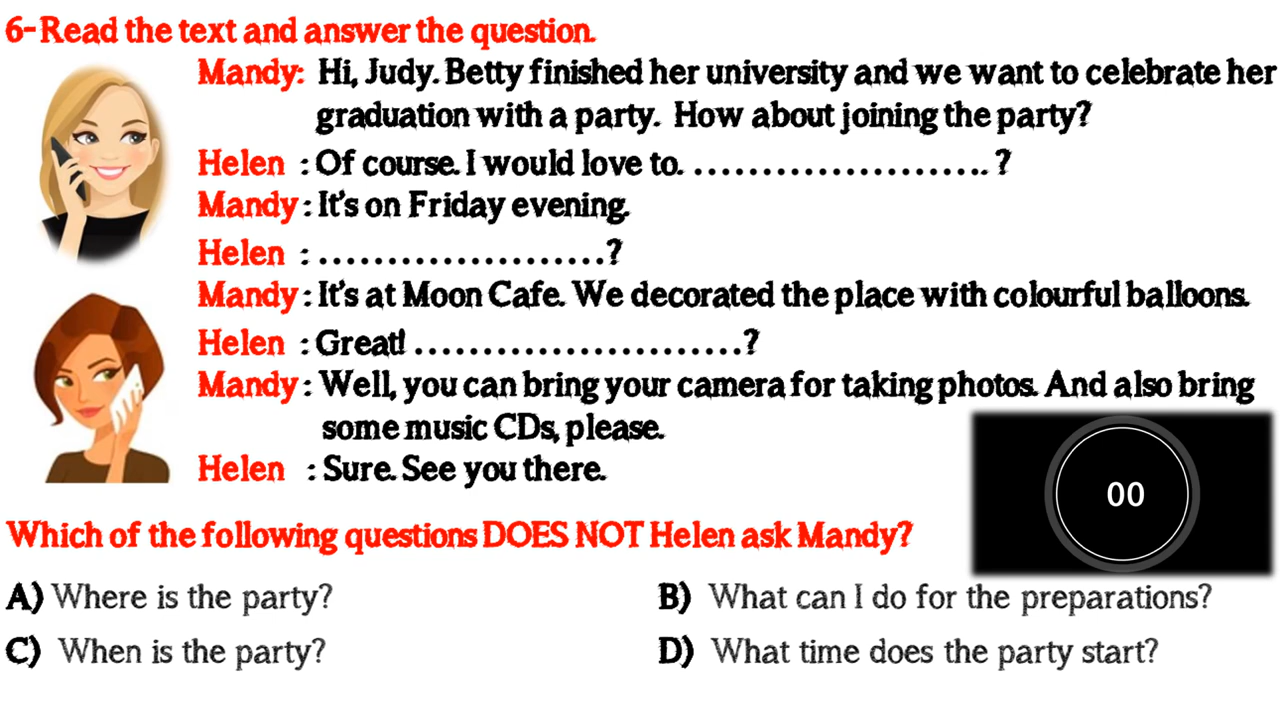 6-Read the text and answer the question.
Mandy: Hi, Judy. Betty finished her university and we want to celebrate her
graduation with a party. How about joining the party?
Helen : Of course. I would love to. ...................... ?
Mandy : It's on Friday evening.
Helen : .....................?
Mandy : It's at Moon Cafe. We decorated the place with colourful balloons.
Helen : Great! ........................?
Mandy : Well, you can bring your camera for taking photos. And also bring
some music CDs, please.
Helen : Sure. See you there.
00
Which of the following questions DOES NOT Helen ask Mandy?
A) Where is the party? B) What can I do for the preparations?
C) When is the party? D) What time does the party start?